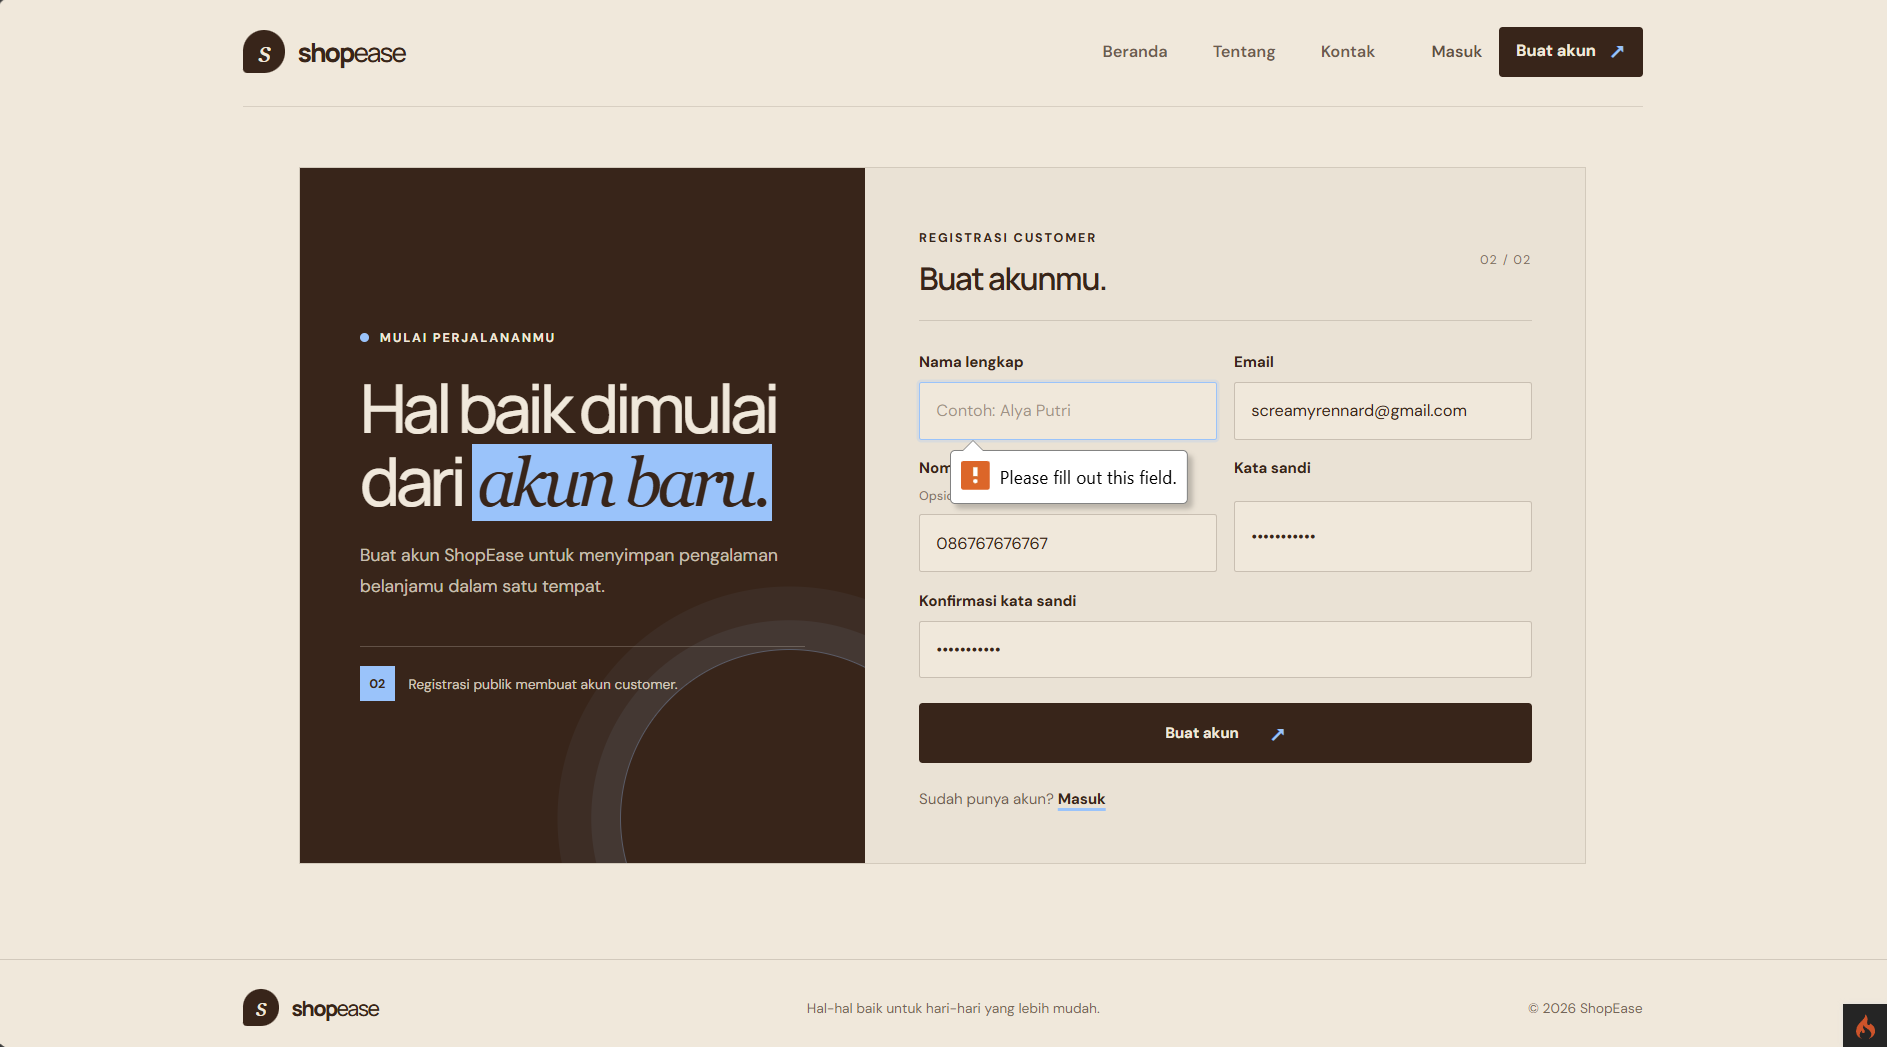 s shopease
Beranda Tentang Kontak Masuk Buat akun ↗
MULAI PERJALANANMU
Hal baik dimulai
dari akun baru.
Buat akun ShopEase untuk menyimpan pengalaman
belanjamu dalam satu tempat.
02 Registrasi publik membuat akun customer.
REGISTRASI CUSTOMER
Buat akunmu.
02 / 02
Nama lengkap
Contoh: Alya Putri
Email
screamyrennard@gmail.com
Please fill out this field.
086767676767
Kata sandi
•••••••••••
Konfirmasi kata sandi
•••••••••••
Buat akun ↗
Sudah punya akun? Masuk
s shopease
Hal-hal baik untuk hari-hari yang lebih mudah.
© 2026 ShopEase